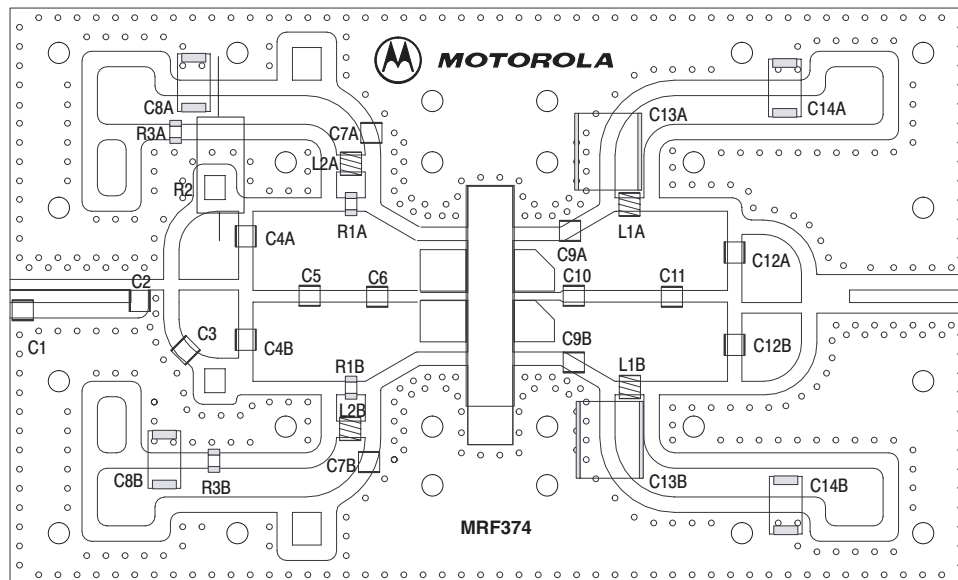 MOTOROLA
C8A
C7A
C13A
C14A
R3A
L2A
R2
R1A
L1A
C4A
C9A
C12A
C2
C5
C6
C10
C11
C1
C3
C4B
C9B
C12B
R1B
L1B
L2B
C7B
C8B
R3B
C13B
C14B
MRF374